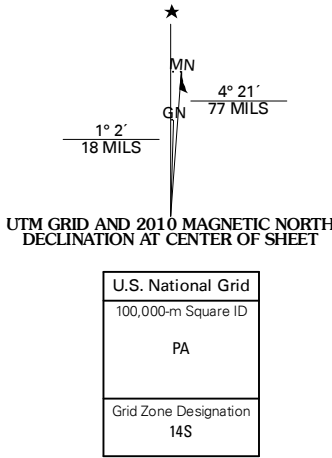 ★
MN
4° 21´
77 MILS
GN
1° 2´
18 MILS
UTM GRID AND 2010 MAGNETIC NORTH
DECLINATION AT CENTER OF SHEET
U.S. National Grid
100,000-m Square ID
PA
Grid Zone Designation
14S